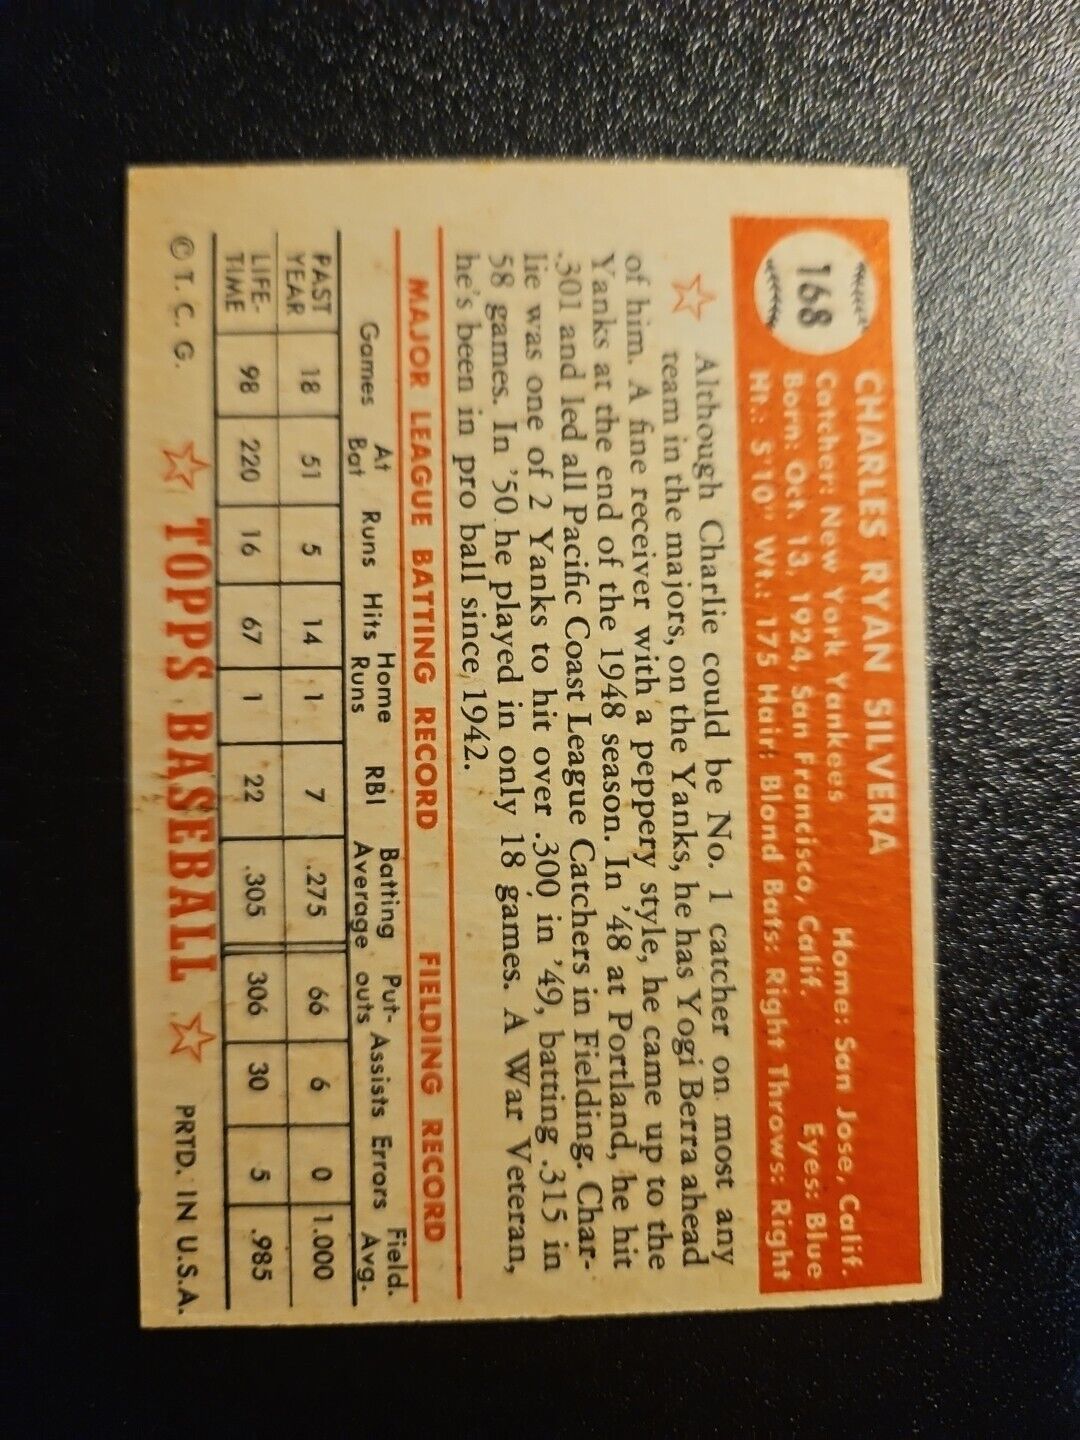 168
CHARLES RYAN SILVERA
Catcher: New York Yankees Home: San Jose, Calif.
Born: Oct. 13, 1924, San Francisco, Calif. Eyes: Blue
Ht.: 5'10" Wt.: 175 Hair: Blond Bats: Right Throws: Right
Although Charlie could be No. 1 catcher on most any
team in the majors, on the Yanks, he has Yogi Berra ahead
of him. A fine receiver with a peppery style, he came up to the
Yanks at the end of the 1948 season. In '48 at Portland, he hit
.301 and led all Pacific Coast League Catchers in Fielding. Char-
lie was one of 2 Yanks to hit over .300 in '49, batting .315 in
58 games. In '50 he played in only 18 games. A War Veteran,
he's been in pro ball since 1942.
MAJOR LEAGUE BATTING RECORD FIELDING RECORD
Games At Bat Runs Hits Home Runs RBI Batting Average Put-outs Assists Errors Field. Avg.
PAST YEAR 18 51 5 14 1 7 .275 66 6 0 1.000
LIFE-TIME 98 220 16 67 1 22 .305 306 30 5 .985
© T. C. G. TOPPS BASEBALL PRTD. IN U.S.A.